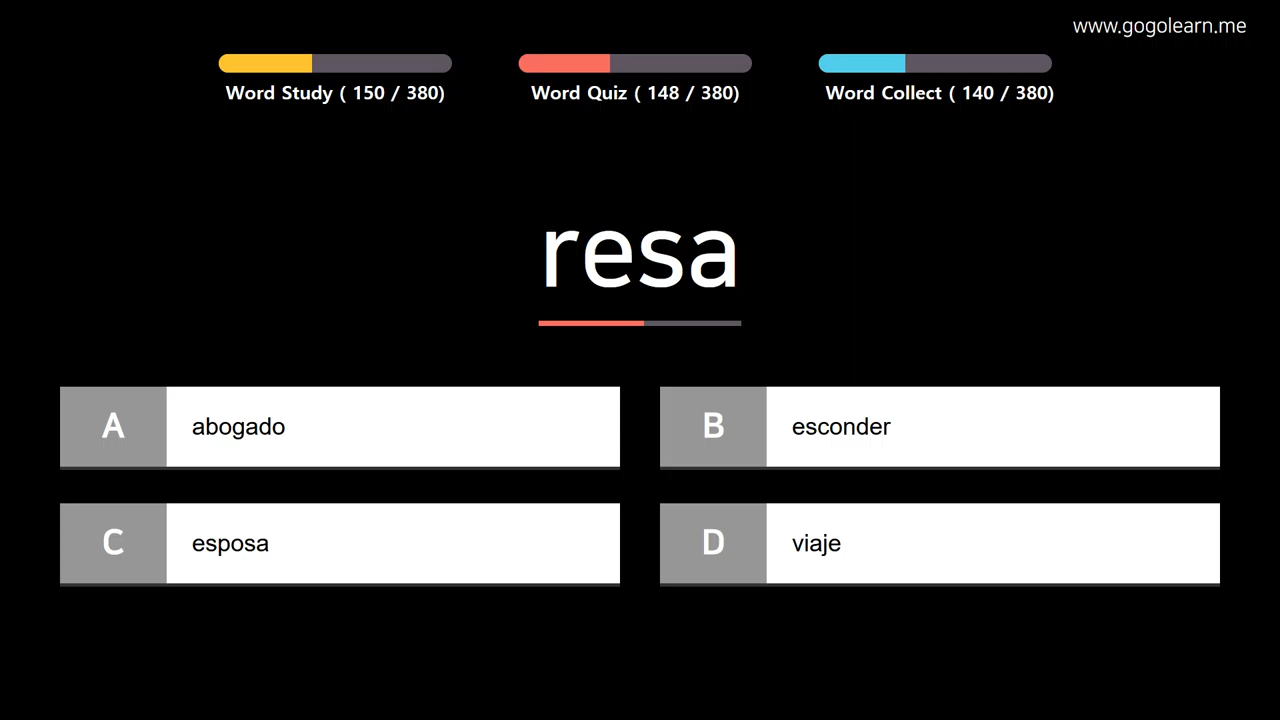 www.gogolearn.me
Word Study ( 150 / 380)
Word Quiz ( 148 / 380)
Word Collect ( 140 / 380)
resa
A abogado
B esconder
C esposa
D viaje